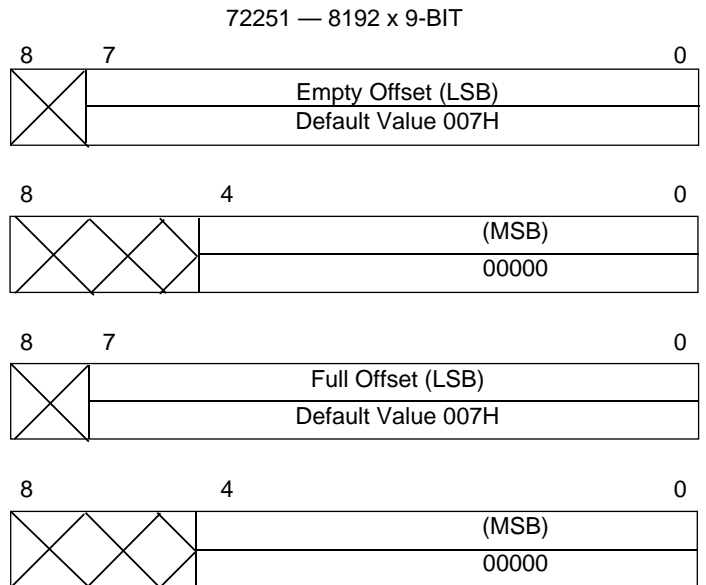 72251 — 8192 x 9-BIT
8 7 0
Empty Offset (LSB)
Default Value 007H
8 4 0
(MSB)
00000
8 7 0
Full Offset (LSB)
Default Value 007H
8 4 0
(MSB)
00000